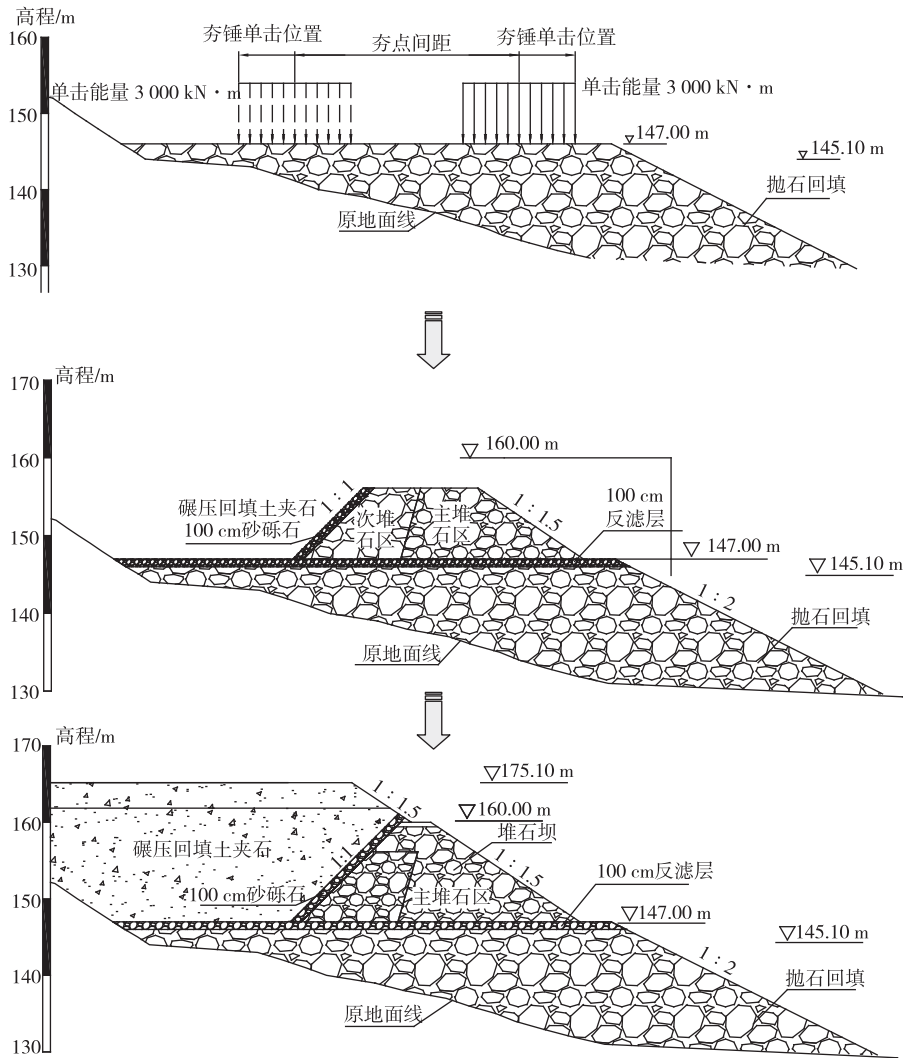 高程/m
160
夯锤单击位置
夯点间距
夯锤单击位置
单击能量 3 000 kN·m
单击能量 3 000 kN·m
150
147.00 m
145.10 m
140
抛石回填
原地面线
130
170
高程/m
160
160.00 m
碾压回填土夹石
100 cm砂砾石
1:1
次堆
石区
主堆
石区
1:1.5
100 cm
反滤层
150
147.00 m
145.10 m
140
1:2
抛石回填
原地面线
130
170
高程/m
175.10 m
1:1.5
160
160.00 m
堆石坝
碾压回填土夹石
1:1
1:1.5
100 cm砂砾石
主堆石区
100 cm反滤层
150
147.00 m
145.10 m
140
1:2
抛石回填
原地面线
130